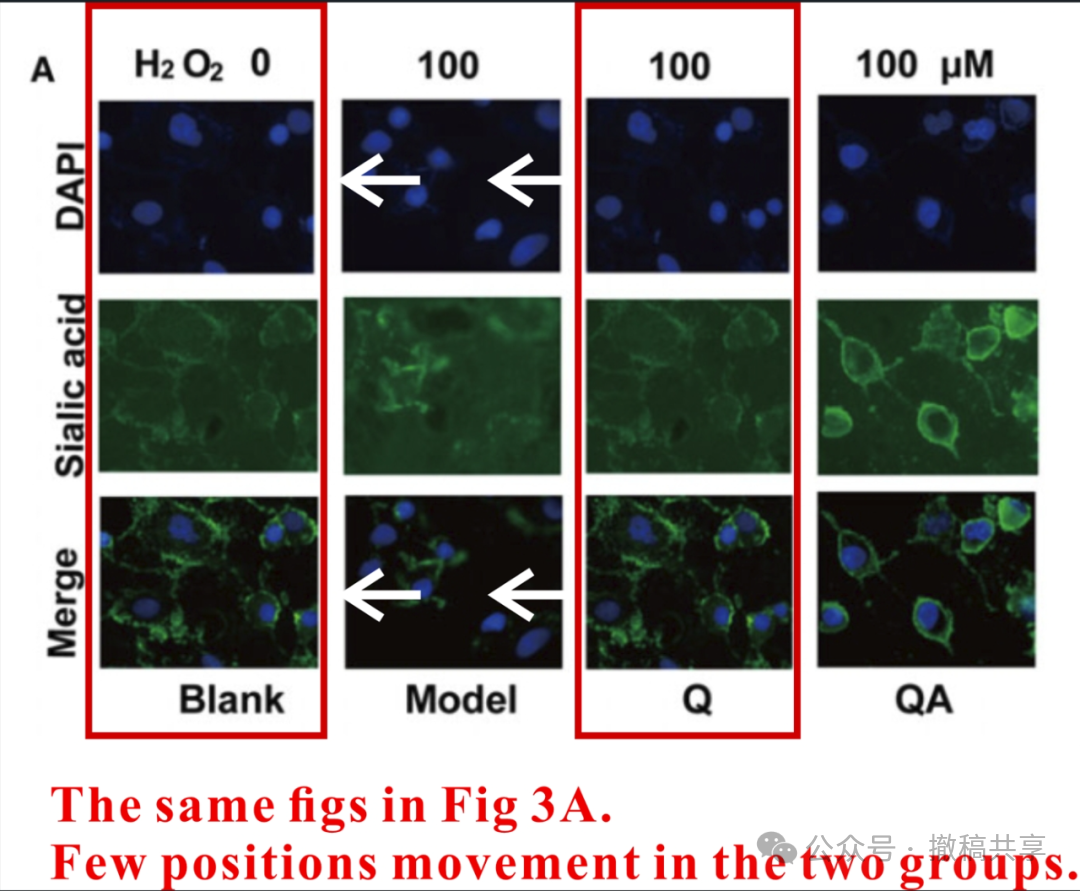 A
H₂O₂ 0 100 100 100 μM
DAPI
Sialic acid
Merge
Blank Model Q QA
The same figs in Fig 3A.
公众号 · 撤稿共享
Few positions movement in the two groups.